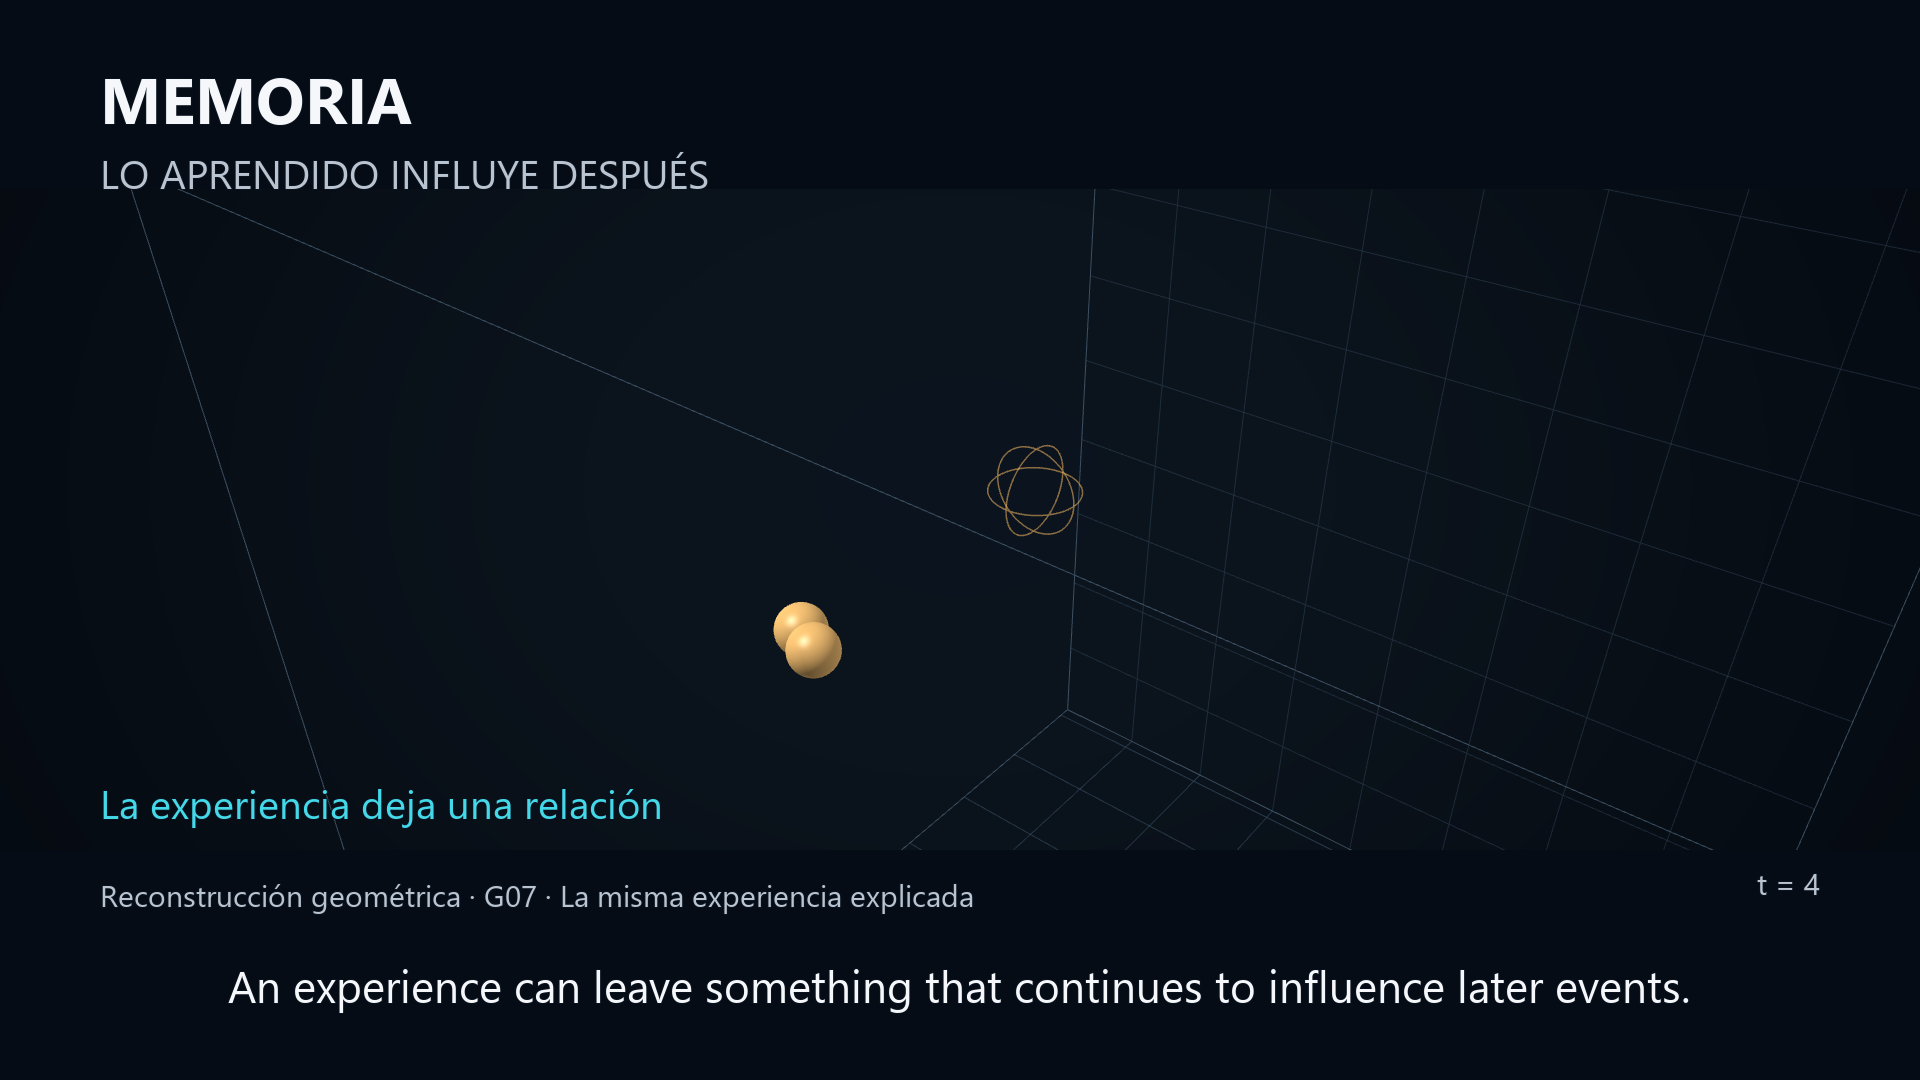 MEMORIA
LO APRENDIDO INFLUYE DESPUÉS
La experiencia deja una relación
Reconstrucción geométrica · G07 · La misma experiencia explicada
t = 4
An experience can leave something that continues to influence later events.